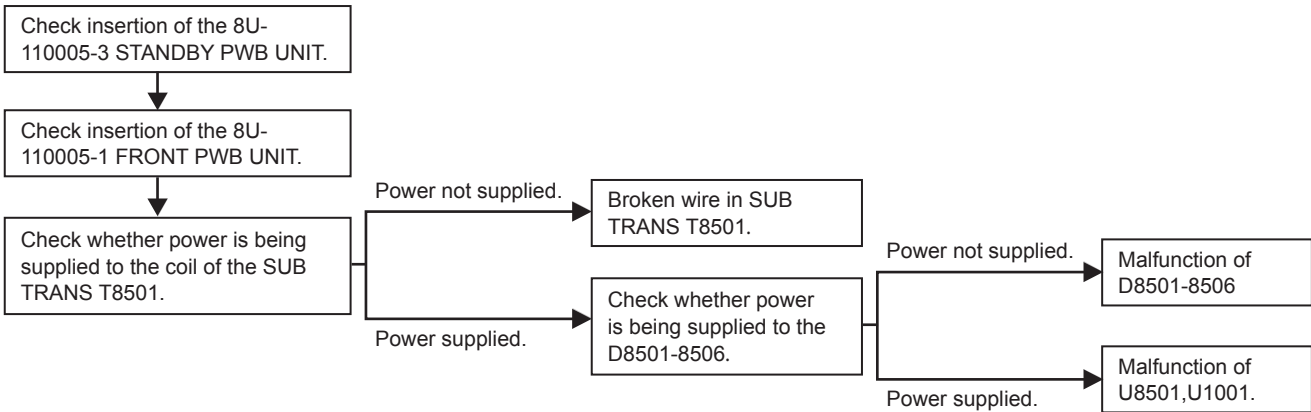 Check insertion of the 8U-
110005-3 STANDBY PWB UNIT.
Check insertion of the 8U-
110005-1 FRONT PWB UNIT.
Check whether power is being
supplied to the coil of the SUB
TRANS T8501.
Power not supplied.
Broken wire in SUB
TRANS T8501.
Power supplied.
Check whether power
is being supplied to the
D8501-8506.
Power not supplied.
Malfunction of
D8501-8506
Power supplied.
Malfunction of
U8501,U1001.